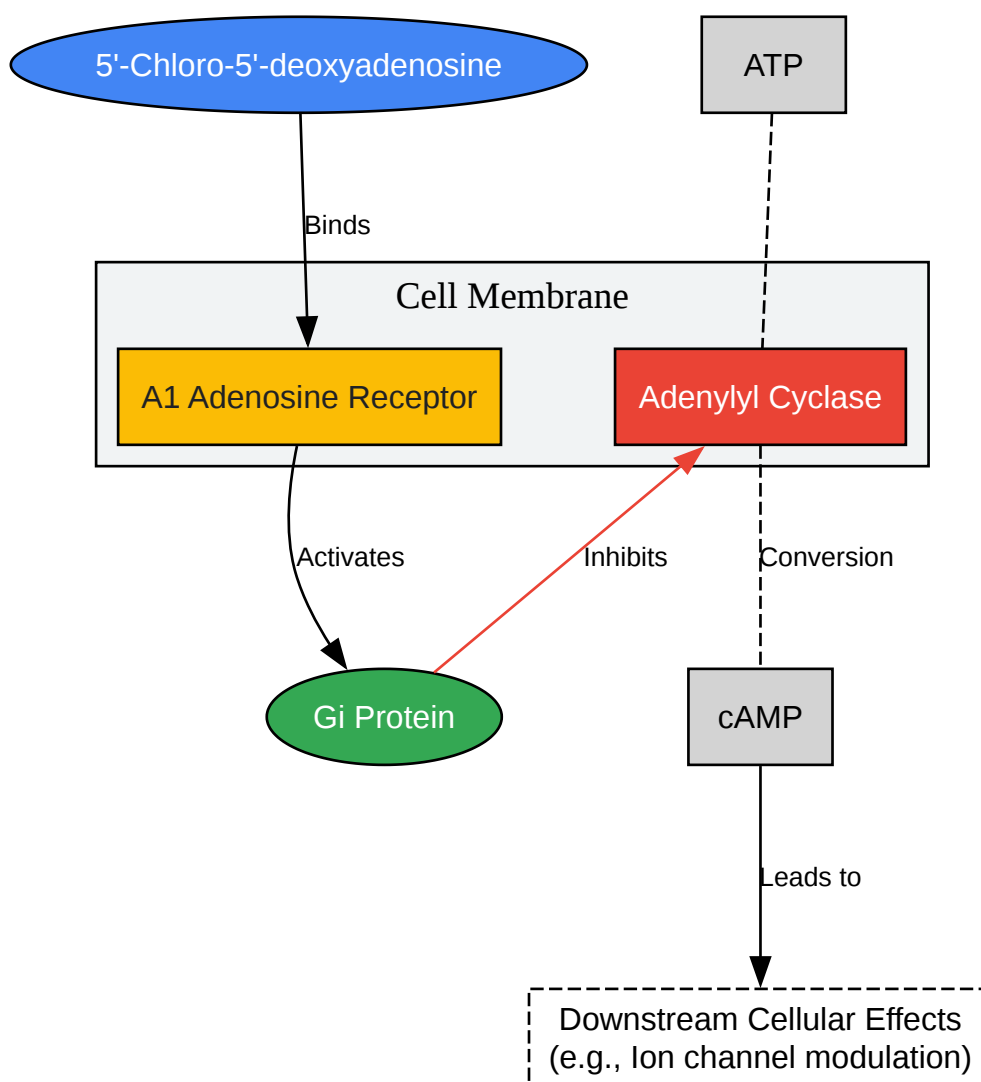 5'-Chloro-5'-deoxyadenosine
ATP
Binds
Cell Membrane
A1 Adenosine Receptor
Adenylyl Cyclase
Activates
Inhibits
Conversion
Gi Protein
cAMP
Leads to
Downstream Cellular Effects
(e.g., Ion channel modulation)